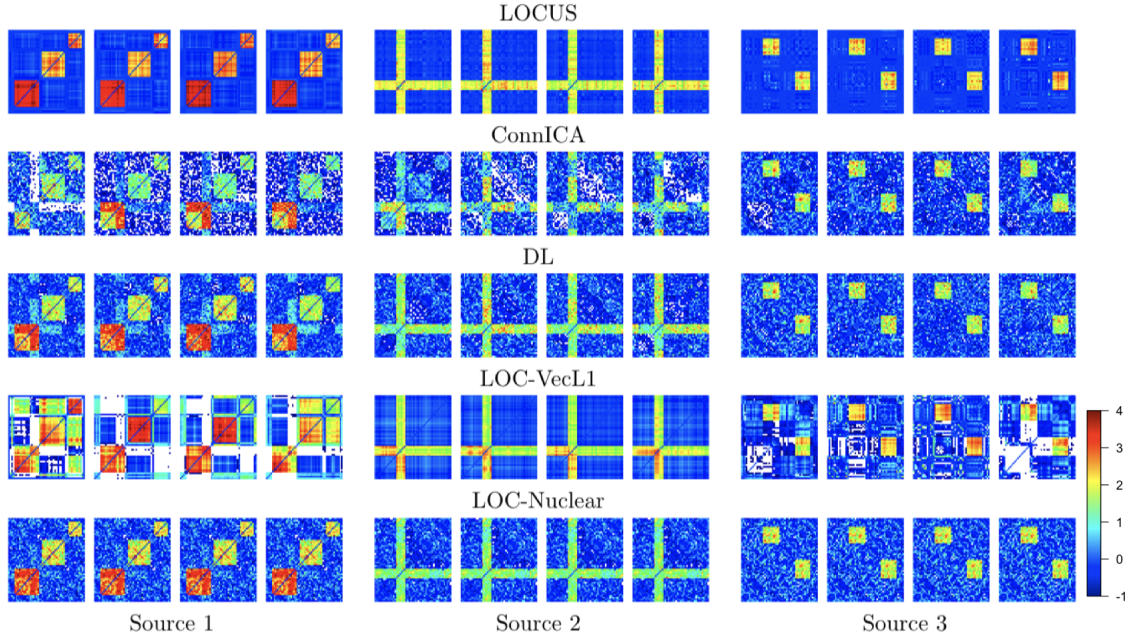 LOCUS
ConnICA
DL
LOC-VecL1
LOC-Nuclear
4
3
2
1
0
-1
Source 1 Source 2 Source 3